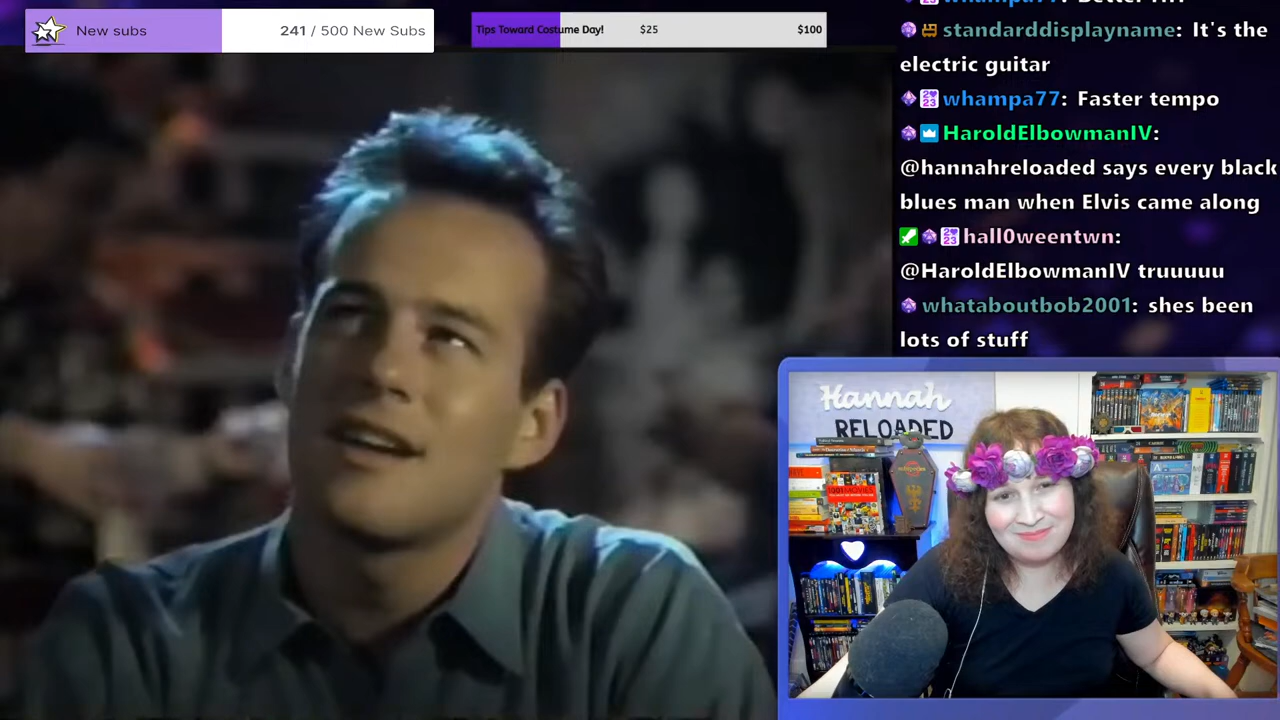 New subs
241 / 500 New Subs
Tips Toward Costume Day!
$25
$100
standarddisplayname: It's the
electric guitar
whampa77: Faster tempo
HaroldElbowmanIV:
@hannahreloaded says every black
blues man when Elvis came along
hall0weentwn:
@HaroldElbowmanIV truuuuu
whataboutbob2001: shes been
lots of stuff
Hannah
RELOADED